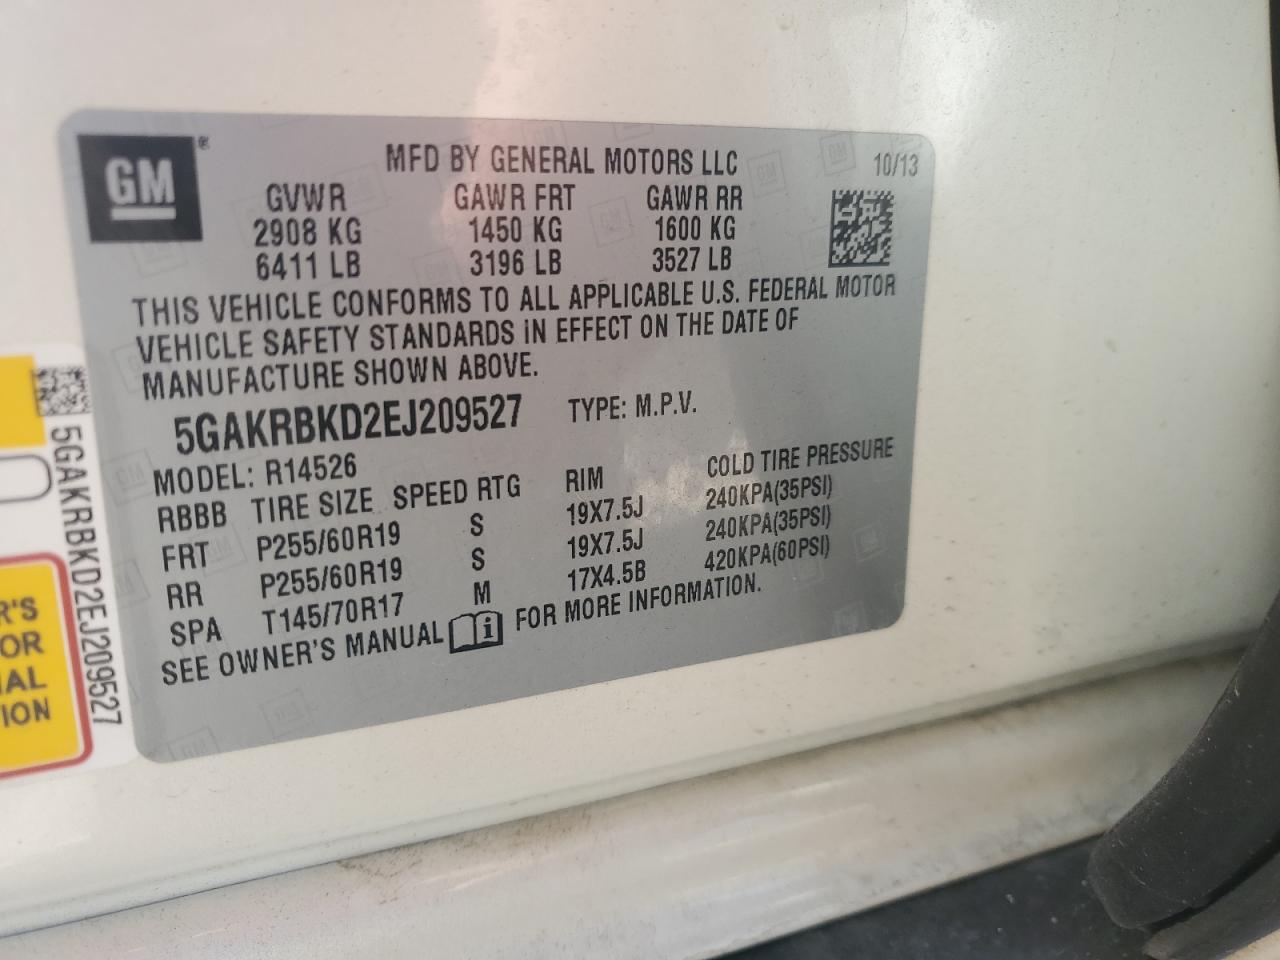 GM®
MFD BY GENERAL MOTORS LLC 10/13
GVWR GAWR FRT GAWR RR
2908 KG 1450 KG 1600 KG
6411 LB 3196 LB 3527 LB
THIS VEHICLE CONFORMS TO ALL APPLICABLE U.S. FEDERAL MOTOR
VEHICLE SAFETY STANDARDS iN EFFECT ON THE DATE OF
MANUFACTURE SHOWN ABOVE.
5GAKRBKD2EJ209527 TYPE: M.P.V.
MODEL: R14526
RBBB TIRE SIZE SPEED RTG RIM COLD TIRE PRESSURE
FRT P255/60R19 S 19X7.5J 240KPA(35PSI)
RR P255/60R19 S 19X7.5J 240KPA(35PSI)
SPA T145/70R17 M 17X4.5B 420KPA(60PSI)
SEE OWNER'S MANUAL i FOR MORE INFORMATION.
5GAKRBKD2EJ209527
R'S
OR
IAL
ION